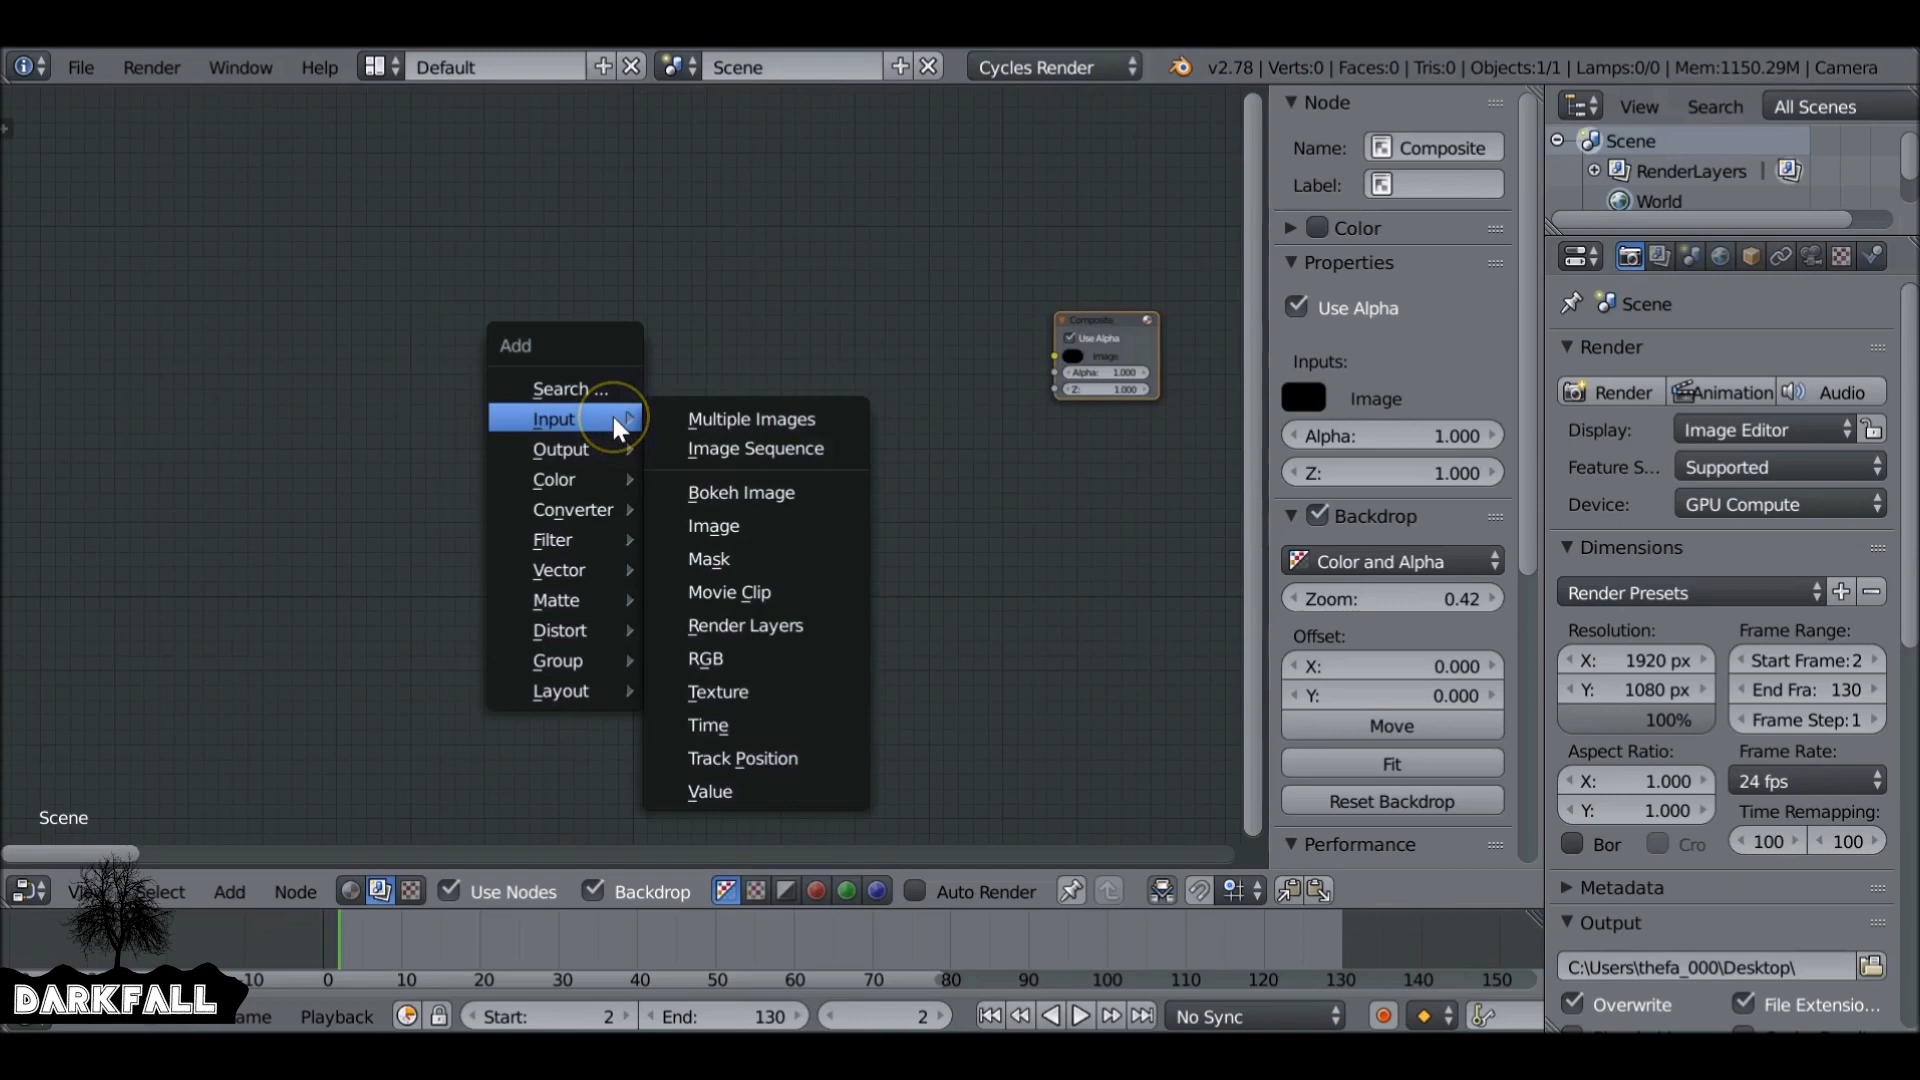 File Render Window Help Default Scene Cycles Render v2.78 | Verts:0 | Faces:0 | Tris:0 | Objects:1/1 | Lamps:0/0 | Mem:1150.29M | Camera
Add
Search ...
Input
Output
Color
Converter
Filter
Vector
Matte
Distort
Group
Layout
Multiple Images
Image Sequence
Bokeh Image
Image
Mask
Movie Clip
Render Layers
RGB
Texture
Time
Track Position
Value
Composite
Use Alpha
Image
Alpha: 1.000
Z: 1.000
Scene
Node
Name: Composite
Label:
Color
Properties
Use Alpha
Inputs:
Image
Alpha: 1.000
Z: 1.000
Backdrop
Color and Alpha
Zoom: 0.42
Offset:
X: 0.000
Y: 0.000
Move
Fit
Reset Backdrop
Performance
View Search All Scenes
Scene
RenderLayers |
World
Scene
Render
Render Animation Audio
Display: Image Editor
Feature S... Supported
Device: GPU Compute
Dimensions
Render Presets
Resolution: Frame Range:
X: 1920 px Start Frame:2
Y: 1080 px End Fra: 130
100% Frame Step:1
Aspect Ratio: Frame Rate:
X: 1.000 24 fps
Y: 1.000 Time Remapping:
Bor Cro 100 100
Metadata
Output
C:\Users\thefa_000\Desktop\
Overwrite File Extensio...
Select Add Node Use Nodes Backdrop Auto Render
0 10 20 30 40 50 60 70 80 90 100 110 120 130 140 150
DARKFALL
Playback Start: 2 End: 130 2 No Sync